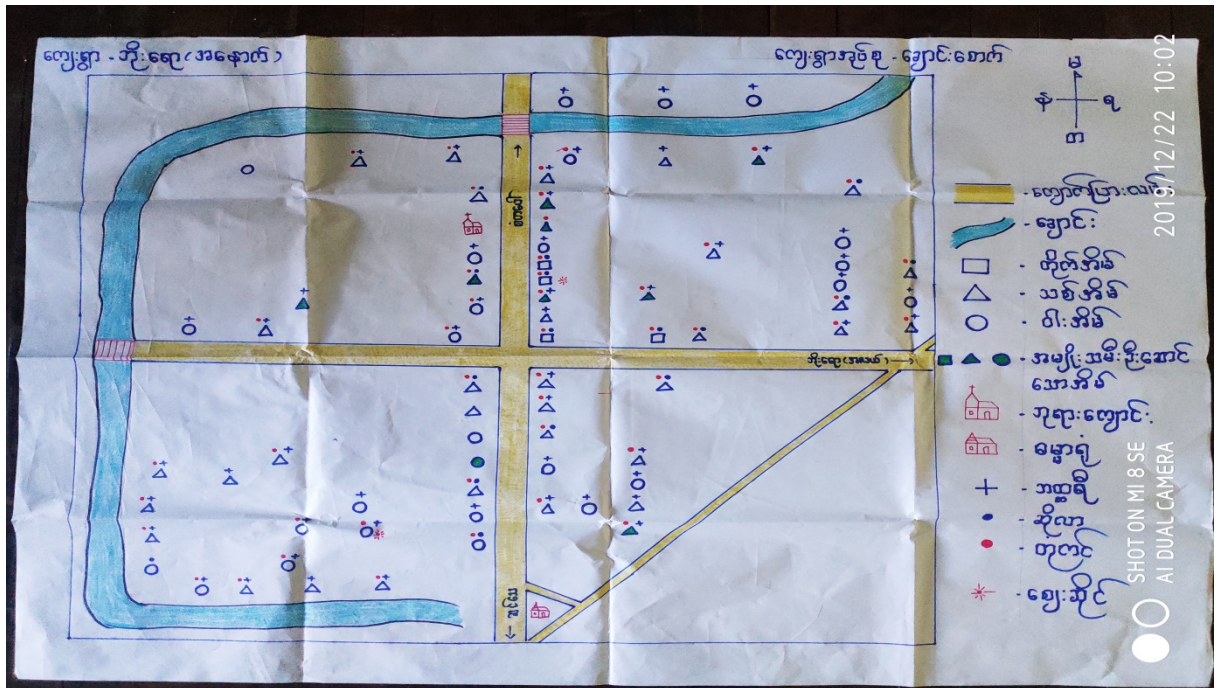 ကျေးရွာ - ဘိုးရော (အနောက်)
ကျေးရွာအုပ်စု - ချောင်းစောက်
မ
န
ရ
တ
ကျောက်ပြားလမ်း
ချောင်း
တိုက်အိမ်
သစ်အိမ်
ဝါးအိမ်
အမျိုးသမီးဦးဆောင်
သောအိမ်
ဘုရားကျောင်း
ဓမ္မာရုံ
ဘတ္ထရီ
ဆိုလာ
တုတ်ကင်
ဈေးဆိုင်
ဘိုးရော (အလယ်) →
2019/12/22 10:02
SHOT ON MI 8 SE
AI DUAL CAMERA